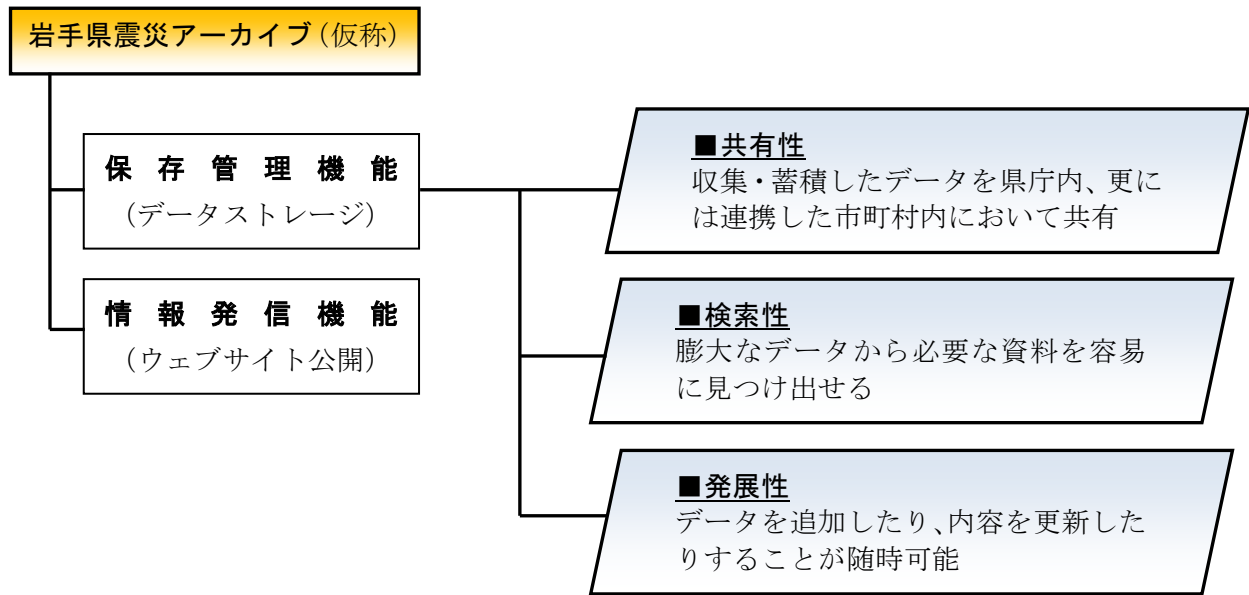 岩手県震災アーカイブ(仮称)
保存管理機能
(データストレージ)
情報発信機能
(ウェブサイト公開)
■共有性
収集・蓄積したデータを県庁内、更に
は連携した市町村内において共有
■検索性
膨大なデータから必要な資料を容易
に見つけ出せる
■発展性
データを追加したり、内容を更新した
りすることが随時可能